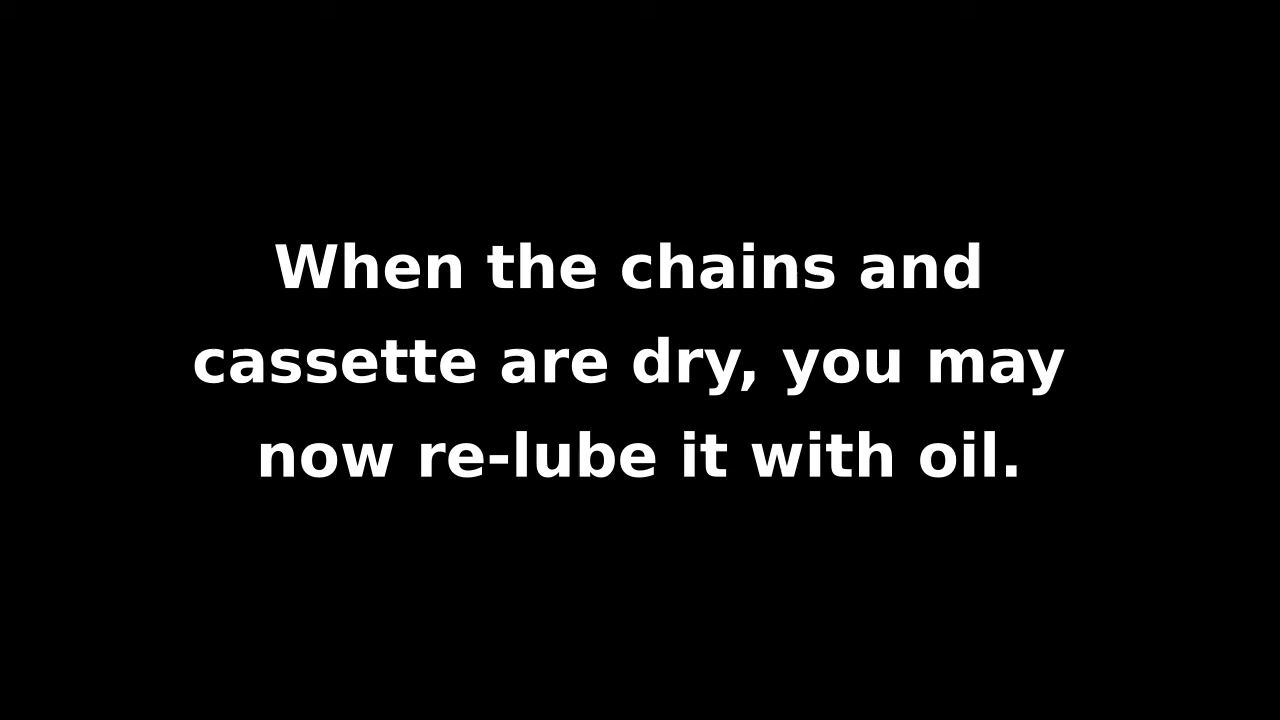 When the chains and
cassette are dry, you may
now re-lube it with oil.